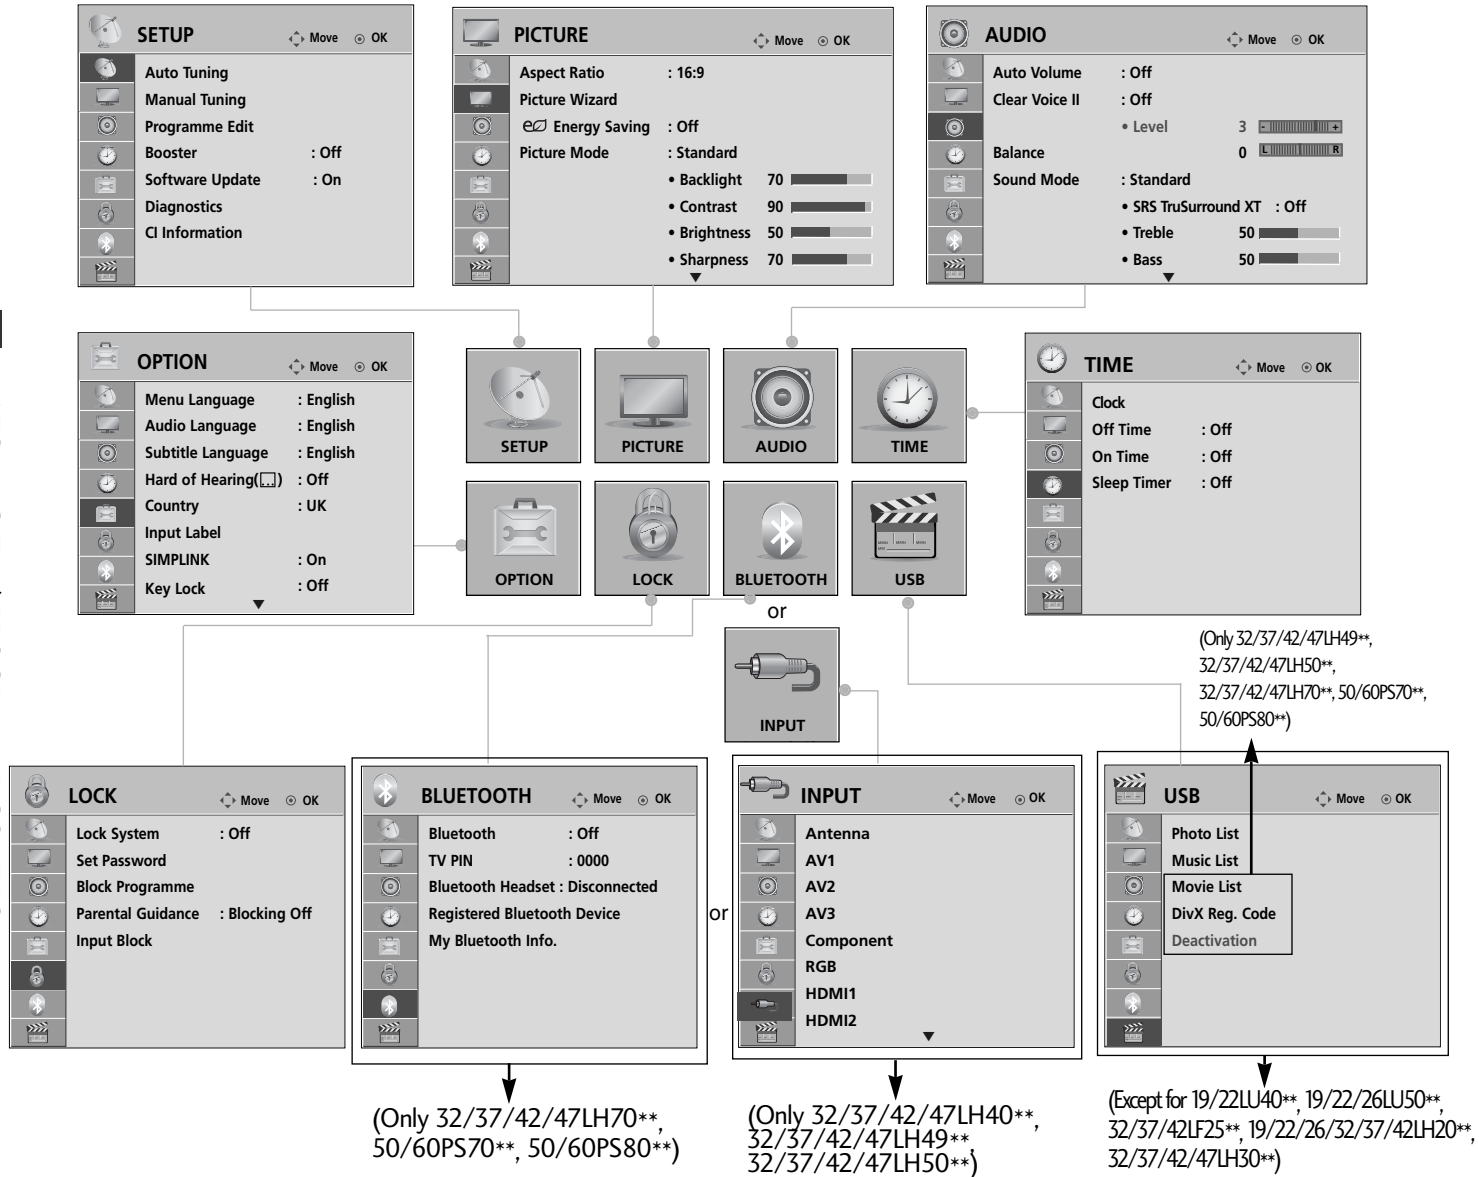 SETUP Move OK
Auto Tuning
Manual Tuning
Programme Edit
Booster : Off
Software Update : On
Diagnostics
CI Information
PICTURE Move OK
Aspect Ratio : 16:9
Picture Wizard
Energy Saving : Off
Picture Mode : Standard
• Backlight 70
• Contrast 90
• Brightness 50
• Sharpness 70
AUDIO Move OK
Auto Volume : Off
Clear Voice II : Off
• Level 3 - +
Balance 0 L R
Sound Mode : Standard
• SRS TruSurround XT : Off
• Treble 50
• Bass 50
OPTION Move OK
Menu Language : English
Audio Language : English
Subtitle Language : English
Hard of Hearing( ) : Off
Country : UK
Input Label
SIMPLINK : On
Key Lock : Off
SETUP
PICTURE
AUDIO
TIME
OPTION
LOCK
BLUETOOTH
USB
or
INPUT
TIME Move OK
Clock
Off Time : Off
On Time : Off
Sleep Timer : Off
(Only 32/37/42/47LH49**,
32/37/42/47LH50**,
32/37/42/47LH70**, 50/60PS70**,
50/60PS80**)
LOCK Move OK
Lock System : Off
Set Password
Block Programme
Parental Guidance : Blocking Off
Input Block
BLUETOOTH Move OK
Bluetooth : Off
TV PIN : 0000
Bluetooth Headset : Disconnected
Registered Bluetooth Device
My Bluetooth Info.
or
INPUT Move OK
Antenna
AV1
AV2
AV3
Component
RGB
HDMI1
HDMI2
USB Move OK
Photo List
Music List
Movie List
DivX Reg. Code
Deactivation
(Only 32/37/42/47LH70**,
50/60PS70**, 50/60PS80**)
(Only 32/37/42/47LH40**,
32/37/42/47LH49**,
32/37/42/47LH50**)
(Except for 19/22LU40**, 19/22/26LU50**,
32/37/42LF25**, 19/22/26/32/37/42LH20**,
32/37/42/47LH30**)